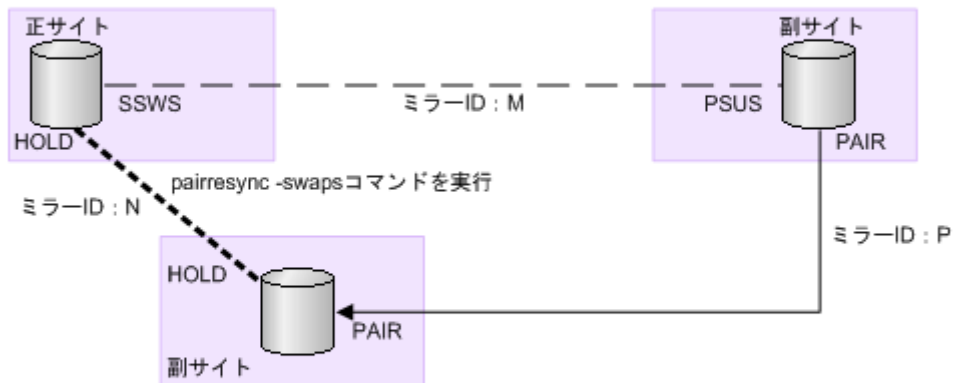 正サイト
副サイト
SSWS
ミラーID：M
PSUS
HOLD
PAIR
pairresync -swapsコマンドを実行
ミラーID：N
ミラーID：P
HOLD
PAIR
副サイト